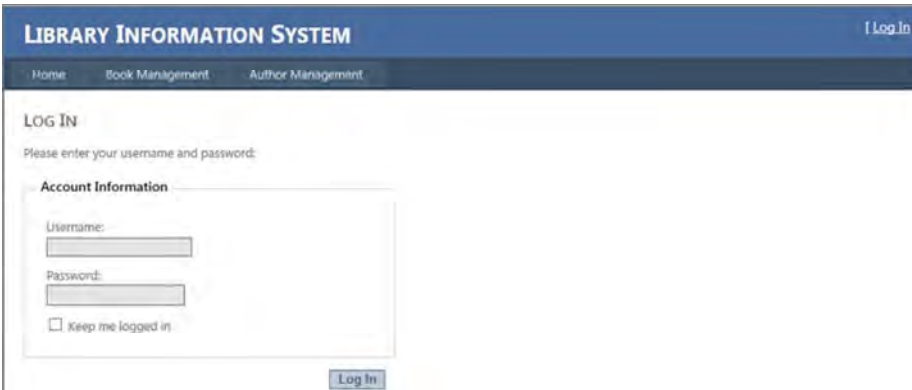 LIBRARY INFORMATION SYSTEM
[ Log In
Home Book Management Author Management
LOG IN
Please enter your username and password:
Account Information
Username:
Password:
Keep me logged in
Log In